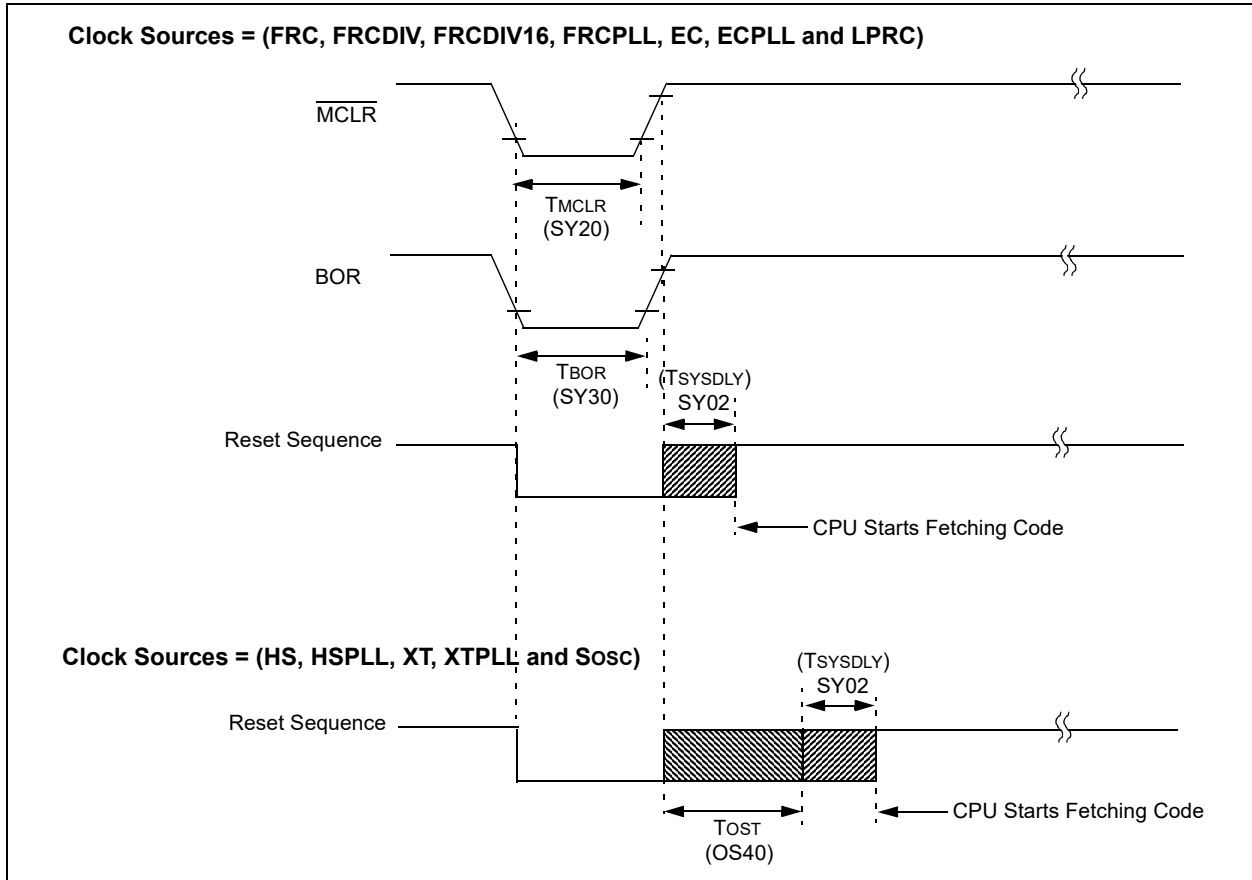 Clock Sources = (FRC, FRCDIV, FRCDIV16, FRCPLL, EC, ECPLL and LPRC)
MCLR
TMCLR
(SY20)
BOR
TBOR
(SY30)
(TSYSDLY)
SY02
Reset Sequence
CPU Starts Fetching Code
Clock Sources = (HS, HSPLL, XT, XTPLL and SOSC)
(TSYSDLY)
SY02
Reset Sequence
CPU Starts Fetching Code
TOST
(OS40)